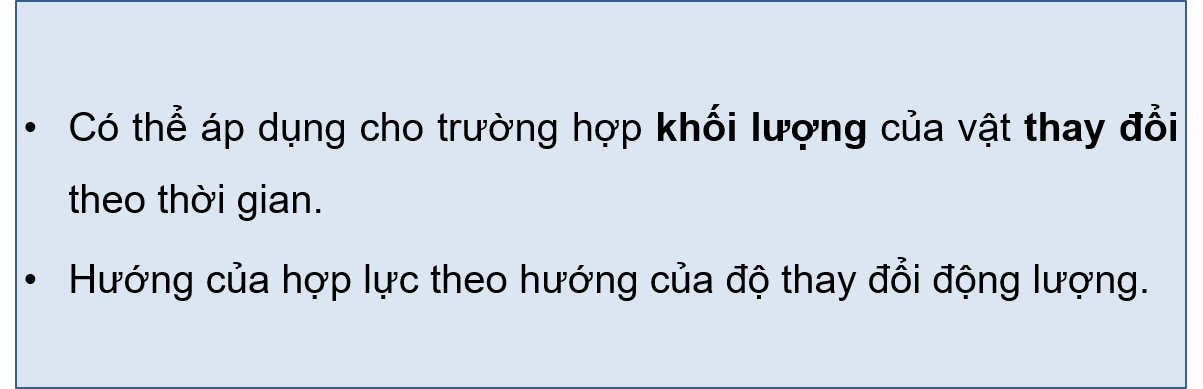 • Có thể áp dụng cho trường hợp khối lượng của vật thay đổi
theo thời gian.
• Hướng của hợp lực theo hướng của độ thay đổi động lượng.